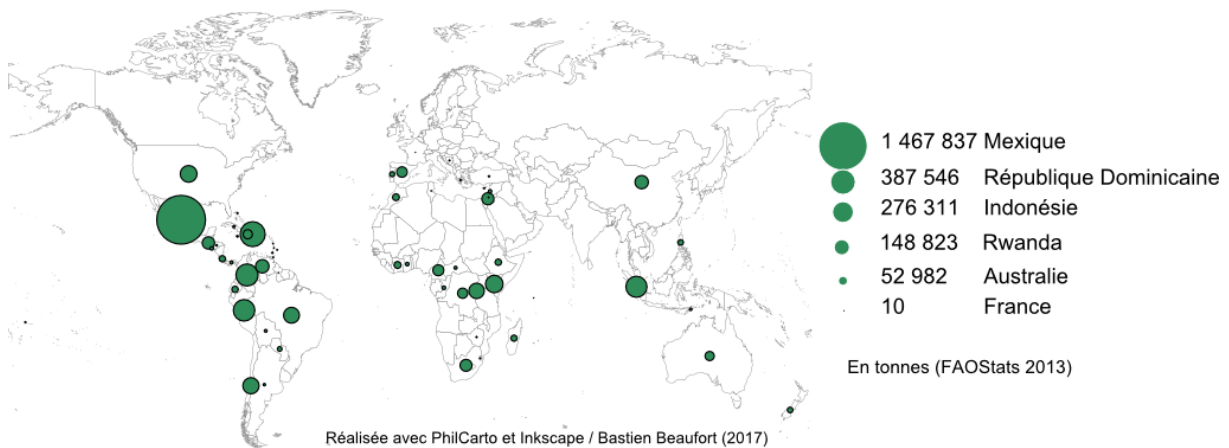 1 467 837 Mexique
387 546 République Dominicaine
276 311 Indonésie
148 823 Rwanda
52 982 Australie
10 France
En tonnes (FAOStats 2013)
Réalisée avec PhilCarto et Inkscape / Bastien Beaufort (2017)